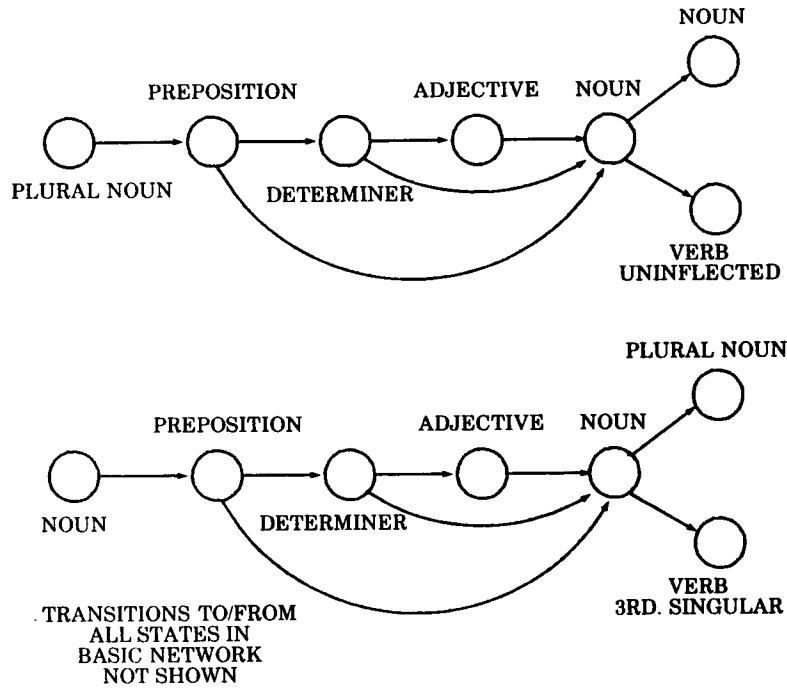 NOUN
PREPOSITION
ADJECTIVE
NOUN
PLURAL NOUN
DETERMINER
VERB
UNINFLECTED
PLURAL NOUN
PREPOSITION
ADJECTIVE
NOUN
NOUN
DETERMINER
VERB
3RD. SINGULAR
TRANSITIONS TO/FROM
ALL STATES IN
BASIC NETWORK
NOT SHOWN